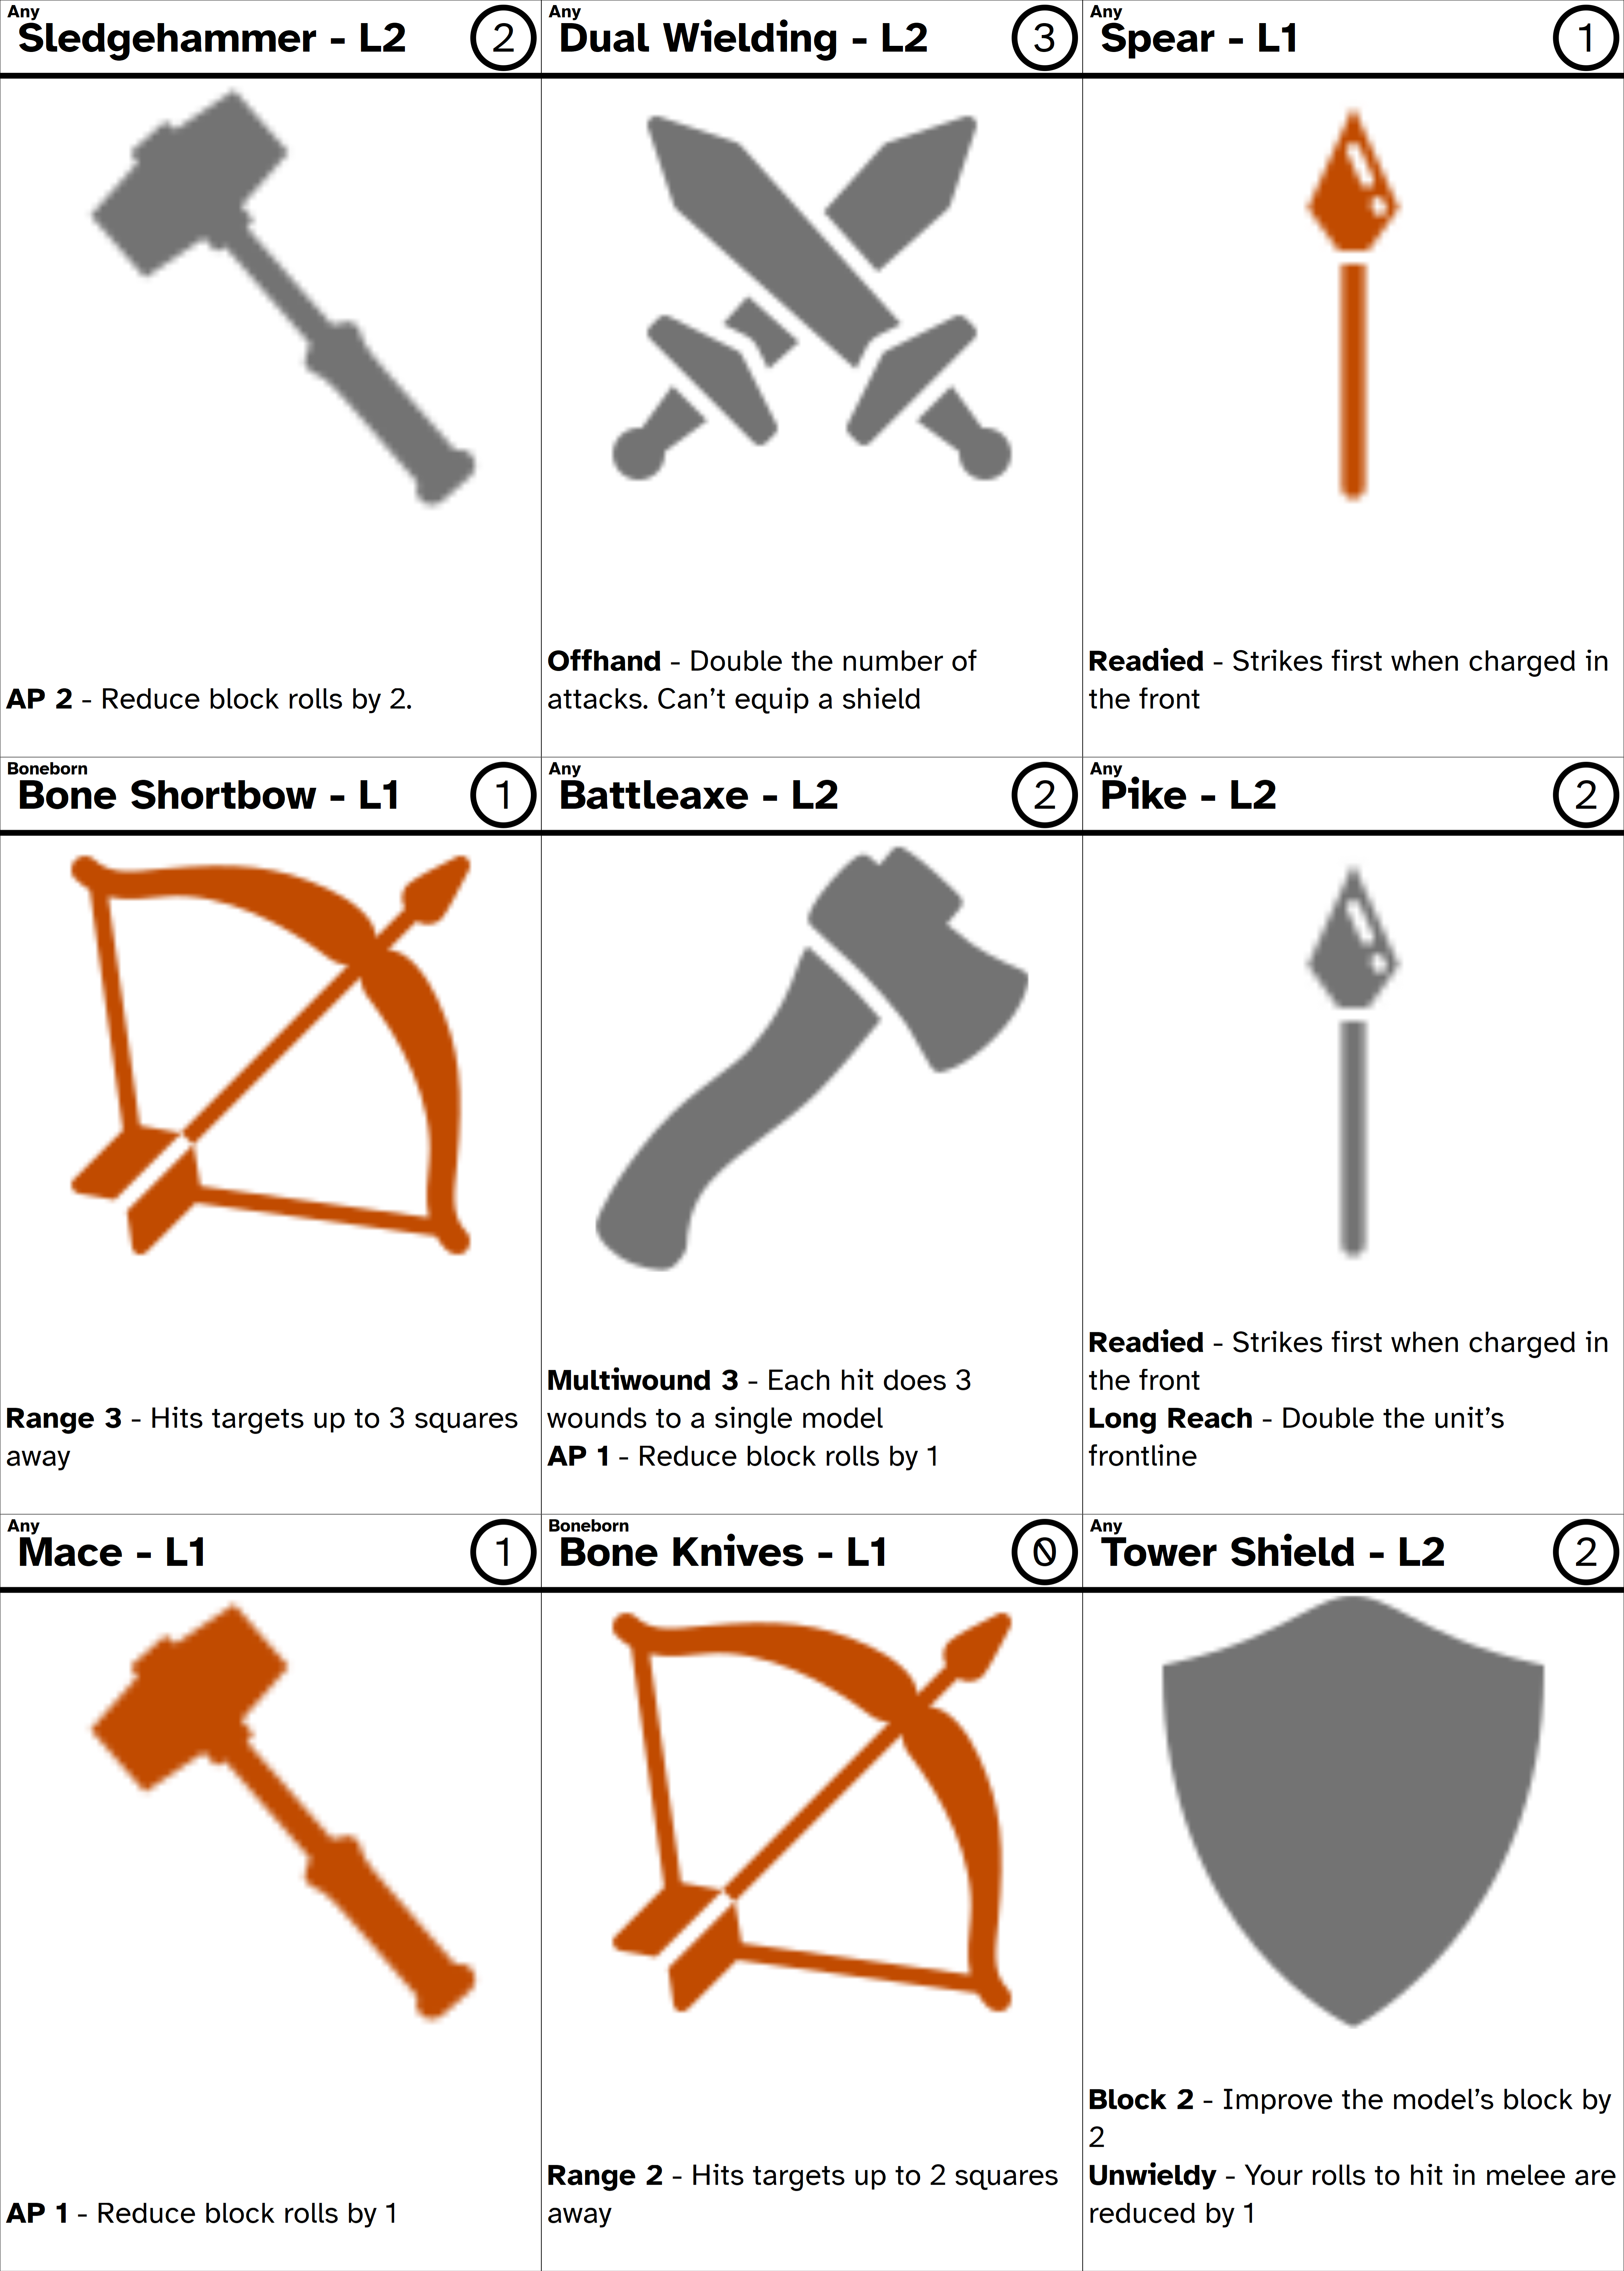 Any
Sledgehammer - L2
2
AP 2 - Reduce block rolls by 2.
Any
Dual Wielding - L2
3
Offhand - Double the number of
attacks. Can’t equip a shield
Any
Spear - L1
1
Readied - Strikes first when charged in
the front
Boneborn
Bone Shortbow - L1
1
Range 3 - Hits targets up to 3 squares
away
Any
Battleaxe - L2
2
Multiwound 3 - Each hit does 3
wounds to a single model
AP 1 - Reduce block rolls by 1
Any
Pike - L2
2
Readied - Strikes first when charged in
the front
Long Reach - Double the unit’s
frontline
Any
Mace - L1
1
AP 1 - Reduce block rolls by 1
Boneborn
Bone Knives - L1
0
Range 2 - Hits targets up to 2 squares
away
Any
Tower Shield - L2
2
Block 2 - Improve the model’s block by
2
Unwieldy - Your rolls to hit in melee are
reduced by 1